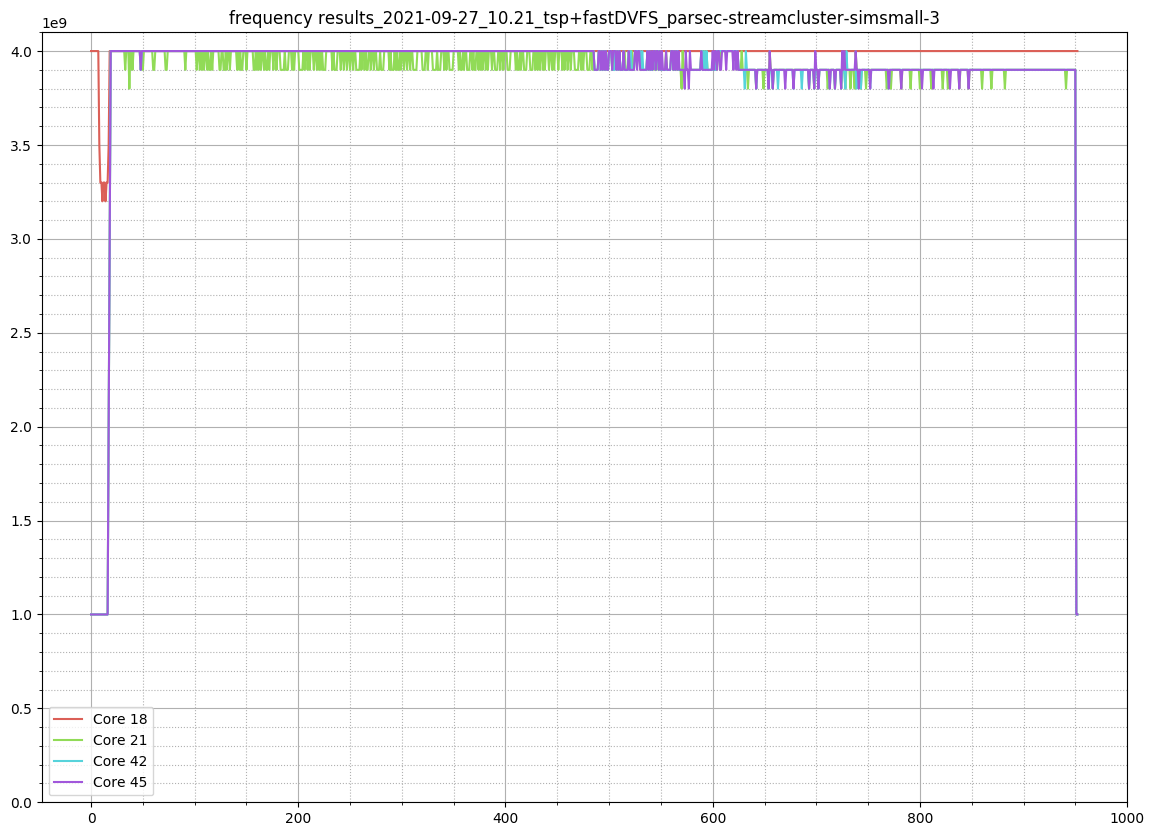 frequency results_2021-09-27_10.21_tsp+fastDVFS_parsec-streamcluster-simsmall-3
1e9
4.0
3.5
3.0
2.5
2.0
1.5
1.0
0.5
0.0
Core 18
Core 21
Core 42
Core 45
0 200 400 600 800 1000